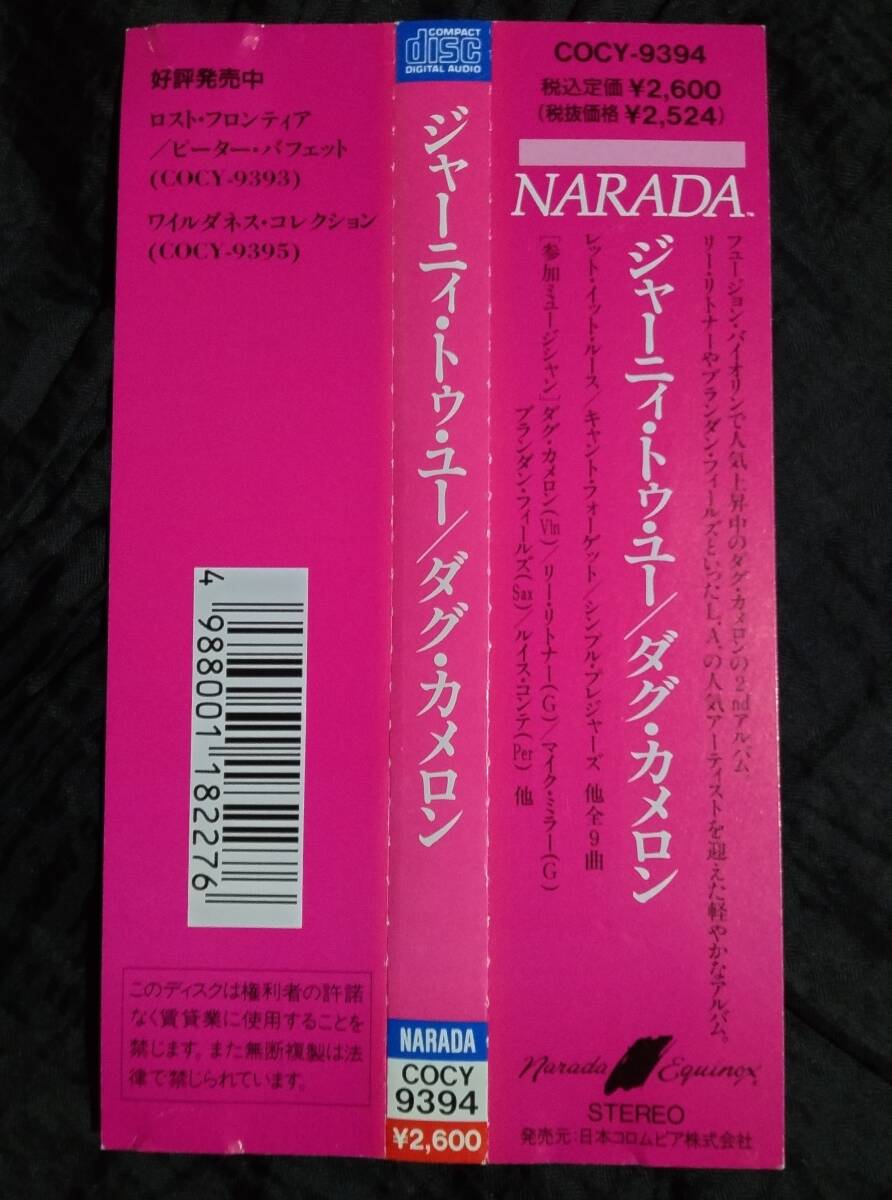 好評発売中
ロスト・フロンティア
／ピーター・バフェット
(COCY-9393)
ワイルダネス・コレクション
(COCY-9395)
4 988001 182276
このディスクは権利者の許諾
なく賃貸業に使用することを
禁じます。また無断複製は法
律で禁じられています。
COMPACT
disc
DIGITAL AUDIO
ジャーニィ・トゥ・ユー／ダグ・カメロン
NARADA
COCY
9394
¥2,600
COCY-9394
税込定価 ¥2,600
(税抜価格 ¥2,524)
NARADA™
フュージョン・バイオリンで人気上昇中のダグ・カメロンの2ndアルバム。
リー・リトナーやブランダン・フィールズといったL.A.の人気アーティストを迎えた軽やかなアルバム。
ジャーニィ・トゥ・ユー／ダグ・カメロン
レット・イット・ルース／キャント・フォーゲット／シンプル・プレジャーズ 他全9曲
[参加ミュージシャン]ダグ・カメロン(Vln)／リー・リトナー(G)／マイク・ミラー(G)
ブランダン・フィールズ(Sax)／ルイス・コンテ(Per) 他
Narada Equinox
STEREO
発売元:日本コロムビア株式会社